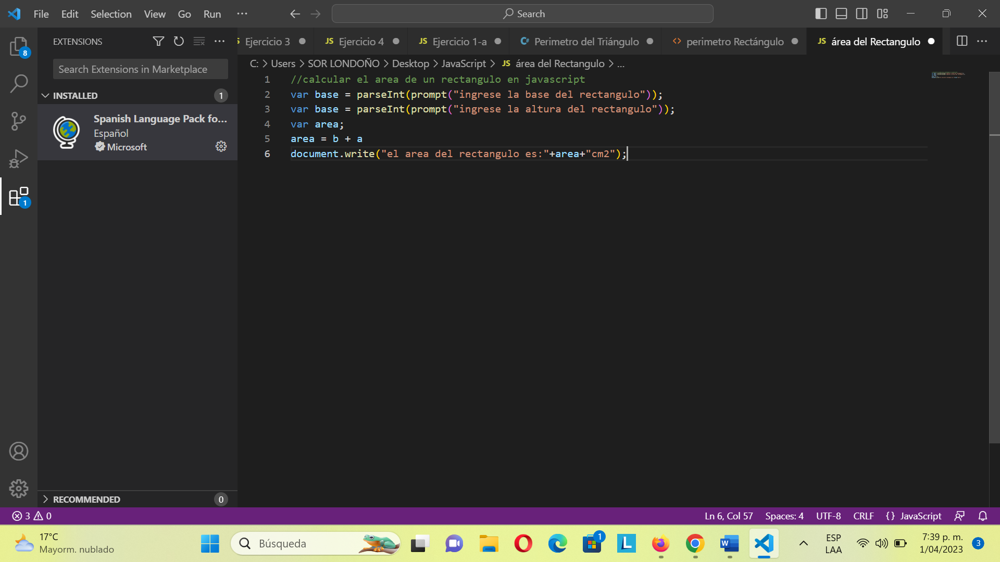 File Edit Selection View Go Run ···
Search
EXTENSIONS
JS Ejercicio 3
JS Ejercicio 4
JS Ejercicio 1-a
C# Perimetro del Triángulo
<> perimetro Rectángulo
JS área del Rectangulo
8
Search Extensions in Marketplace
INSTALLED 1
Spanish Language Pack fo...
Español
Microsoft
1
C: > Users > SOR LONDOÑO > Desktop > JavaScript > JS área del Rectangulo > ...
1 //calcular el area de un rectangulo en javascript
2 var base = parseInt(prompt("ingrese la base del rectangulo"));
3 var base = parseInt(prompt("ingrese la altura del rectangulo"));
4 var area;
5 area = b + a
6 document.write("el area del rectangulo es:"+area+"cm2");
RECOMMENDED 0
3 0
Ln 6, Col 57 Spaces: 4 UTF-8 CRLF {} JavaScript
17°C
Mayorm. nublado
Búsqueda
1
L
W
ESP
LAA
7:39 p. m.
1/04/2023
3